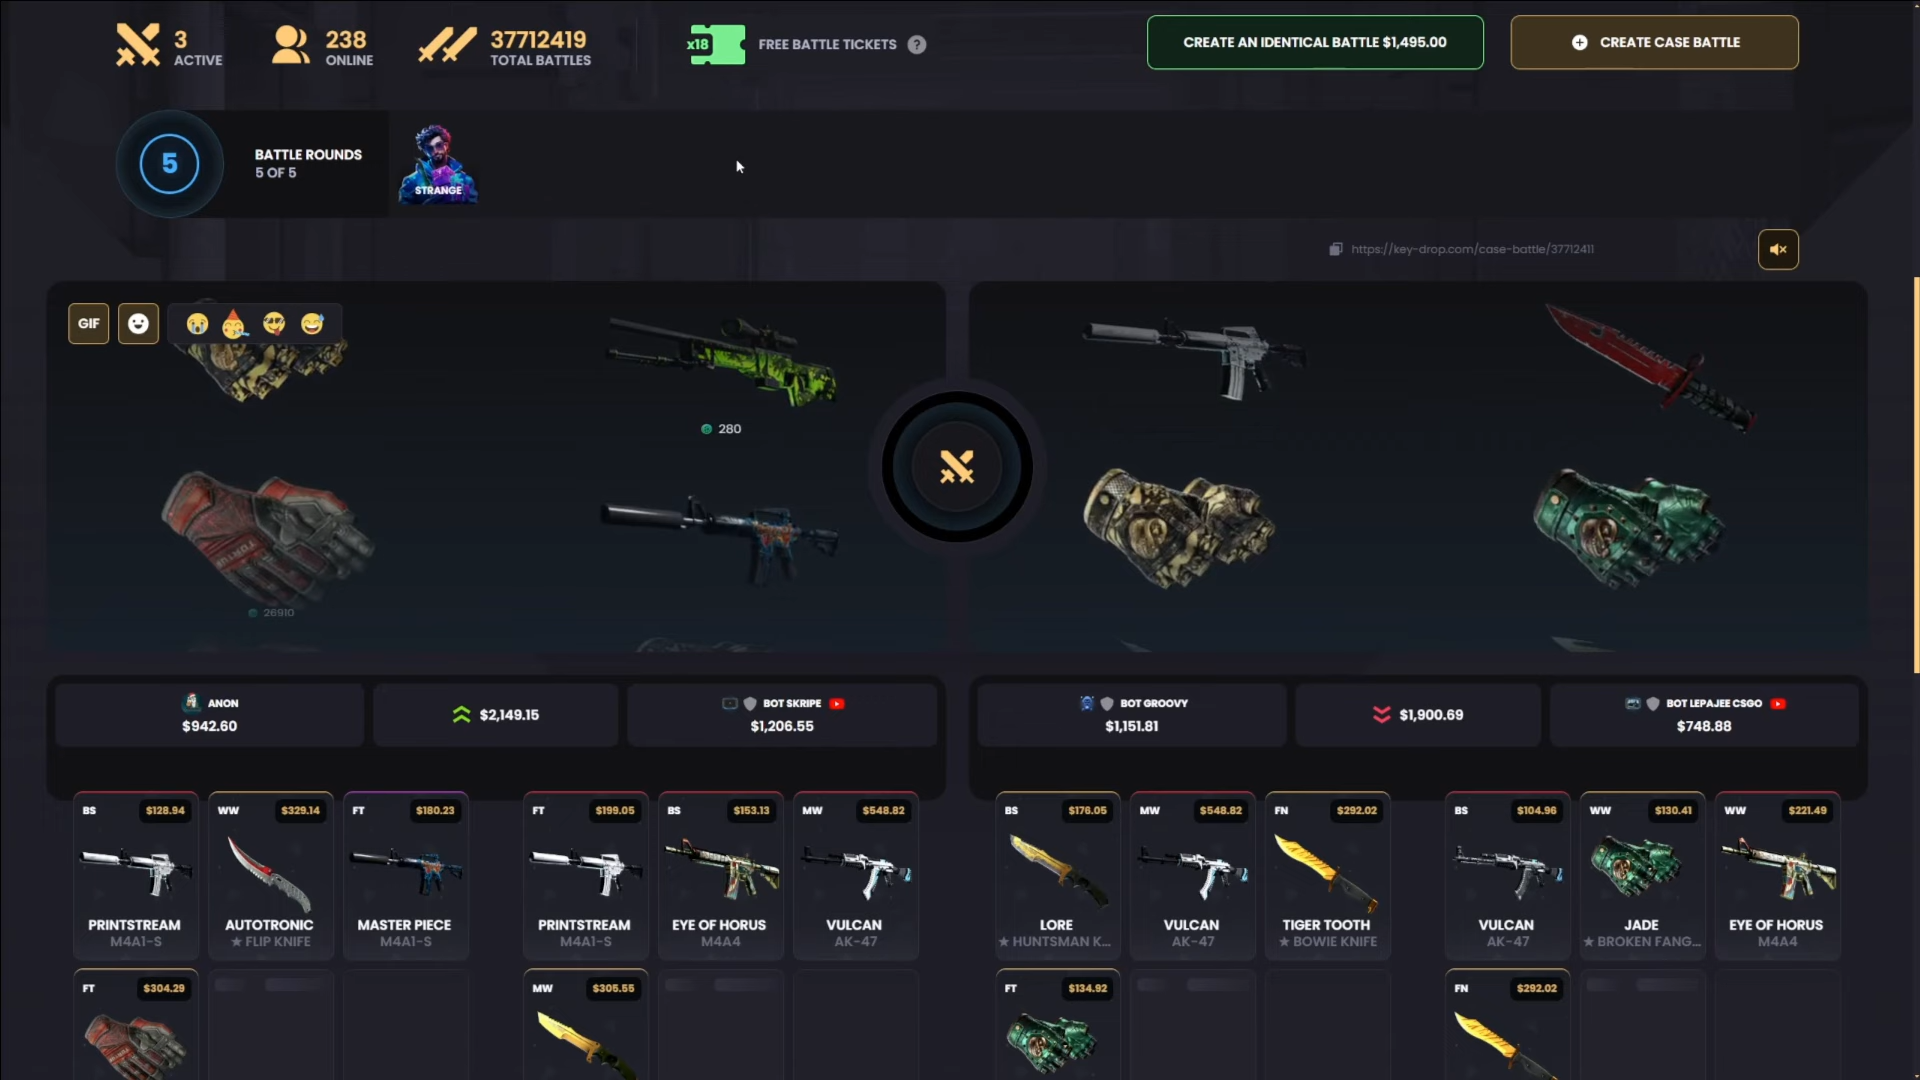 3
ACTIVE
238
ONLINE
37712419
TOTAL BATTLES
x18
FREE BATTLE TICKETS ?
CREATE AN IDENTICAL BATTLE $1,495.00
CREATE CASE BATTLE
5
BATTLE ROUNDS
5 OF 5
STRANGE
https://key-drop.com/case-battle/37712411
GIF
280
26910
ANON
$942.60
$2,149.15
BOT SKRIPE
$1,206.55
BOT GROOVY
$1,151.81
$1,900.69
BOT LEPAJEE CSGO
$748.88
BS $128.94
PRINTSTREAM
M4A1-S
WW $329.14
AUTOTRONIC
★ FLIP KNIFE
FT $180.23
MASTER PIECE
M4A1-S
FT $199.05
PRINTSTREAM
M4A1-S
BS $153.13
EYE OF HORUS
M4A4
MW $548.82
VULCAN
AK-47
BS $176.05
LORE
★ HUNTSMAN K...
MW $548.82
VULCAN
AK-47
FN $292.02
TIGER TOOTH
★ BOWIE KNIFE
BS $104.96
VULCAN
AK-47
WW $130.41
JADE
★ BROKEN FANG...
WW $221.49
EYE OF HORUS
M4A4
FT $304.29
MW $305.55
FT $134.92
FN $292.02